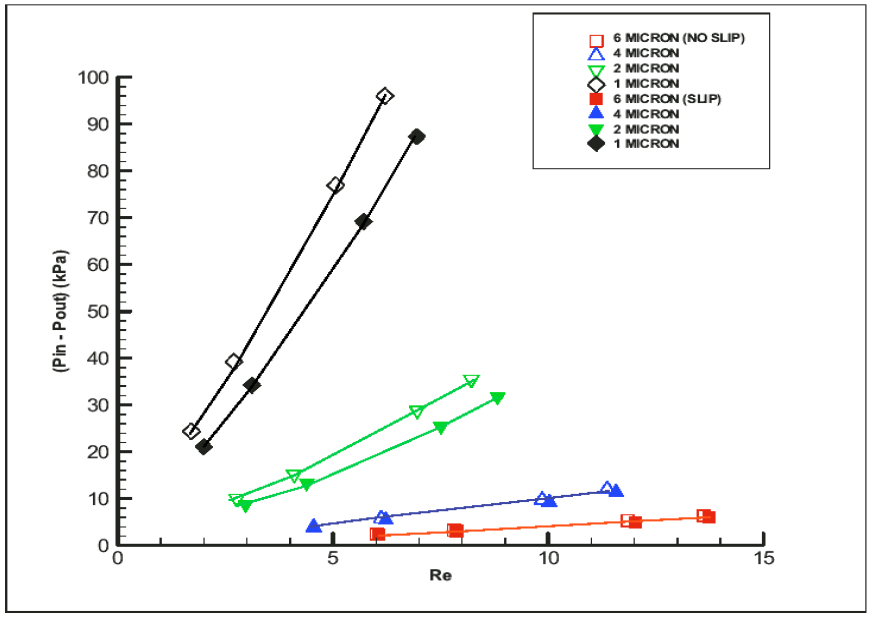 6 MICRON (NO SLIP)
4 MICRON
2 MICRON
1 MICRON
6 MICRON (SLIP)
4 MICRON
2 MICRON
1 MICRON
100
90
80
70
60
50
40
30
20
10
0
(Pin - Pout) (kPa)
0 5 10 15
Re